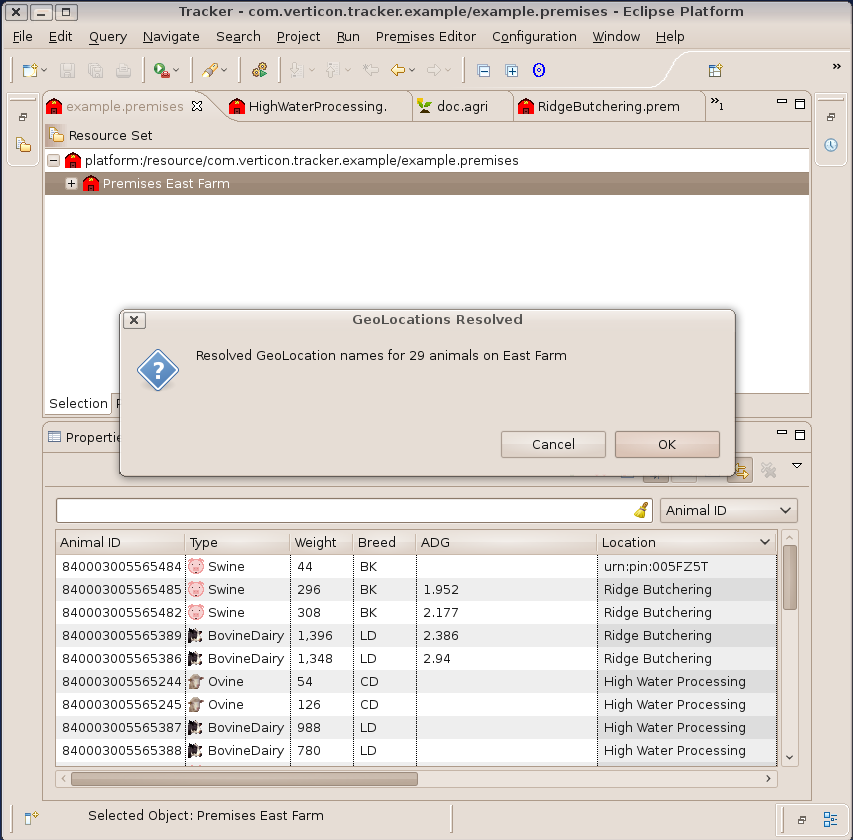 Tracker - com.verticon.tracker.example/example.premises - Eclipse Platform
File Edit Query Navigate Search Project Run Premises Editor Configuration Window Help
example.premises HighWaterProcessing. doc.agri RidgeButchering.prem »1
Resource Set
platform:/resource/com.verticon.tracker.example/example.premises
Premises East Farm
GeoLocations Resolved
Resolved GeoLocation names for 29 animals on East Farm
Cancel OK
Selection
Propertie
Animal ID
Animal ID Type Weight Breed ADG Location
840003005565484 Swine 44 BK urn:pin:005FZ5T
840003005565485 Swine 296 BK 1.952 Ridge Butchering
840003005565482 Swine 308 BK 2.177 Ridge Butchering
840003005565389 BovineDairy 1,396 LD 2.386 Ridge Butchering
840003005565386 BovineDairy 1,348 LD 2.94 Ridge Butchering
840003005565244 Ovine 54 CD High Water Processing
840003005565245 Ovine 126 CD High Water Processing
840003005565387 BovineDairy 988 LD High Water Processing
840003005565388 BovineDairy 780 LD High Water Processing
Selected Object: Premises East Farm